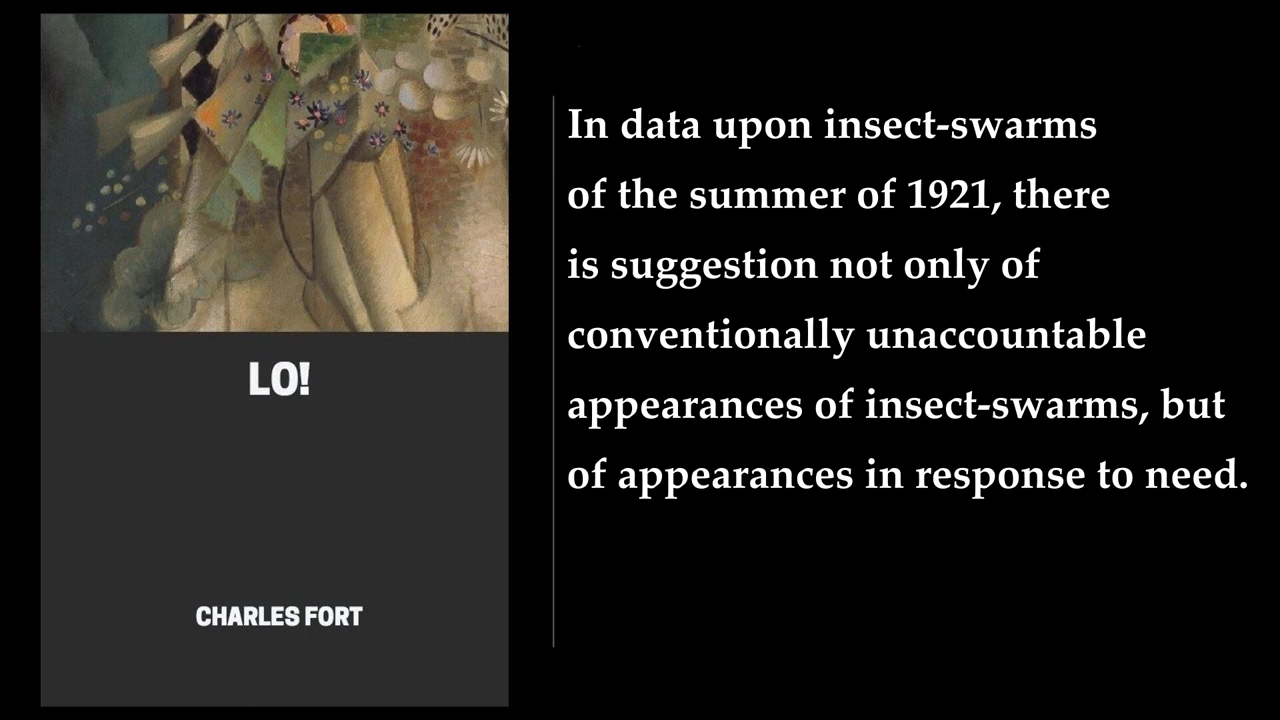 LO!
CHARLES FORT
In data upon insect-swarms
of the summer of 1921, there
is suggestion not only of
conventionally unaccountable
appearances of insect-swarms, but
of appearances in response to need.